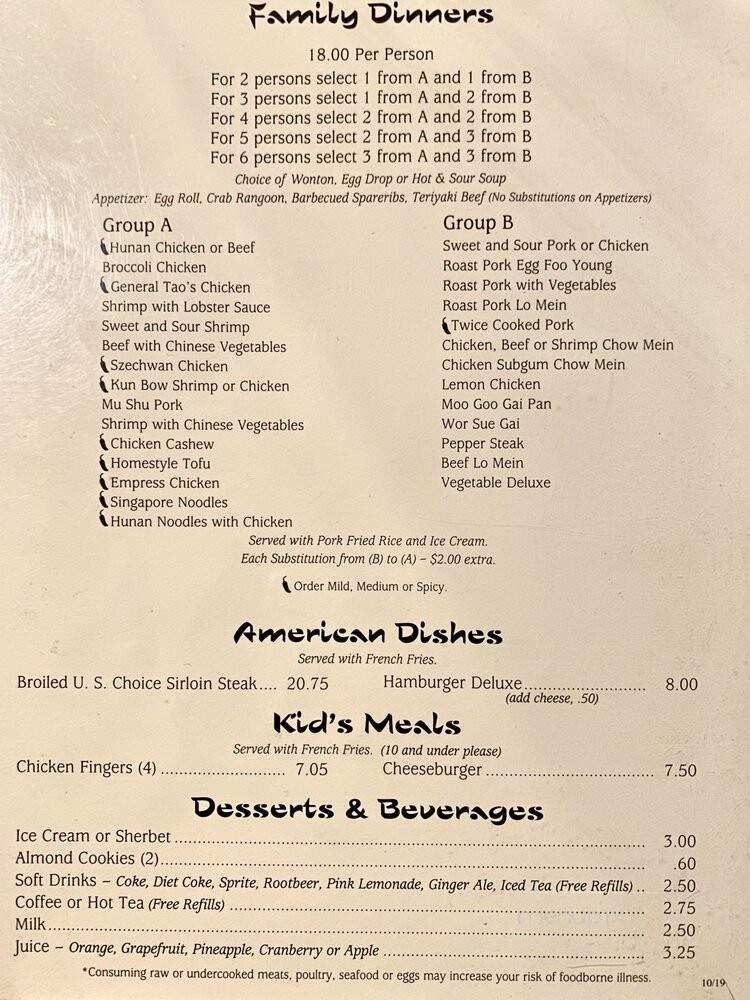 Family Dinners
18.00 Per Person
For 2 persons select 1 from A and 1 from B
For 3 persons select 1 from A and 2 from B
For 4 persons select 2 from A and 2 from B
For 5 persons select 2 from A and 3 from B
For 6 persons select 3 from A and 3 from B
Choice of Wonton, Egg Drop or Hot & Sour Soup
Appetizer: Egg Roll, Crab Rangoon, Barbecued Spareribs, Teriyaki Beef (No Substitutions on Appetizers)
Group A
Hunan Chicken or Beef
Broccoli Chicken
General Tao's Chicken
Shrimp with Lobster Sauce
Sweet and Sour Shrimp
Beef with Chinese Vegetables
Szechwan Chicken
Kun Bow Shrimp or Chicken
Mu Shu Pork
Shrimp with Chinese Vegetables
Chicken Cashew
Homestyle Tofu
Empress Chicken
Singapore Noodles
Hunan Noodles with Chicken
Group B
Sweet and Sour Pork or Chicken
Roast Pork Egg Foo Young
Roast Pork with Vegetables
Roast Pork Lo Mein
Twice Cooked Pork
Chicken, Beef or Shrimp Chow Mein
Chicken Subgum Chow Mein
Lemon Chicken
Moo Goo Gai Pan
Wor Sue Gai
Pepper Steak
Beef Lo Mein
Vegetable Deluxe
Served with Pork Fried Rice and Ice Cream.
Each Substitution from (B) to (A) – $2.00 extra.
Order Mild, Medium or Spicy.
American Dishes
Served with French Fries.
Broiled U. S. Choice Sirloin Steak.... 20.75
Hamburger Deluxe.......................... 8.00
(add cheese, .50)
Kid's Meals
Served with French Fries. (10 and under please)
Chicken Fingers (4) .......................... 7.05
Cheeseburger ................................... 7.50
Desserts & Beverages
Ice Cream or Sherbet ........................................................ 3.00
Almond Cookies (2)........................................................ .60
Soft Drinks – Coke, Diet Coke, Sprite, Rootbeer, Pink Lemonade, Ginger Ale, Iced Tea (Free Refills) .. 2.50
Coffee or Hot Tea (Free Refills) ........................................................ 2.75
Milk........................................................ 2.50
Juice – Orange, Grapefruit, Pineapple, Cranberry or Apple ........................................................ 3.25
*Consuming raw or undercooked meats, poultry, seafood or eggs may increase your risk of foodborne illness.
10/19